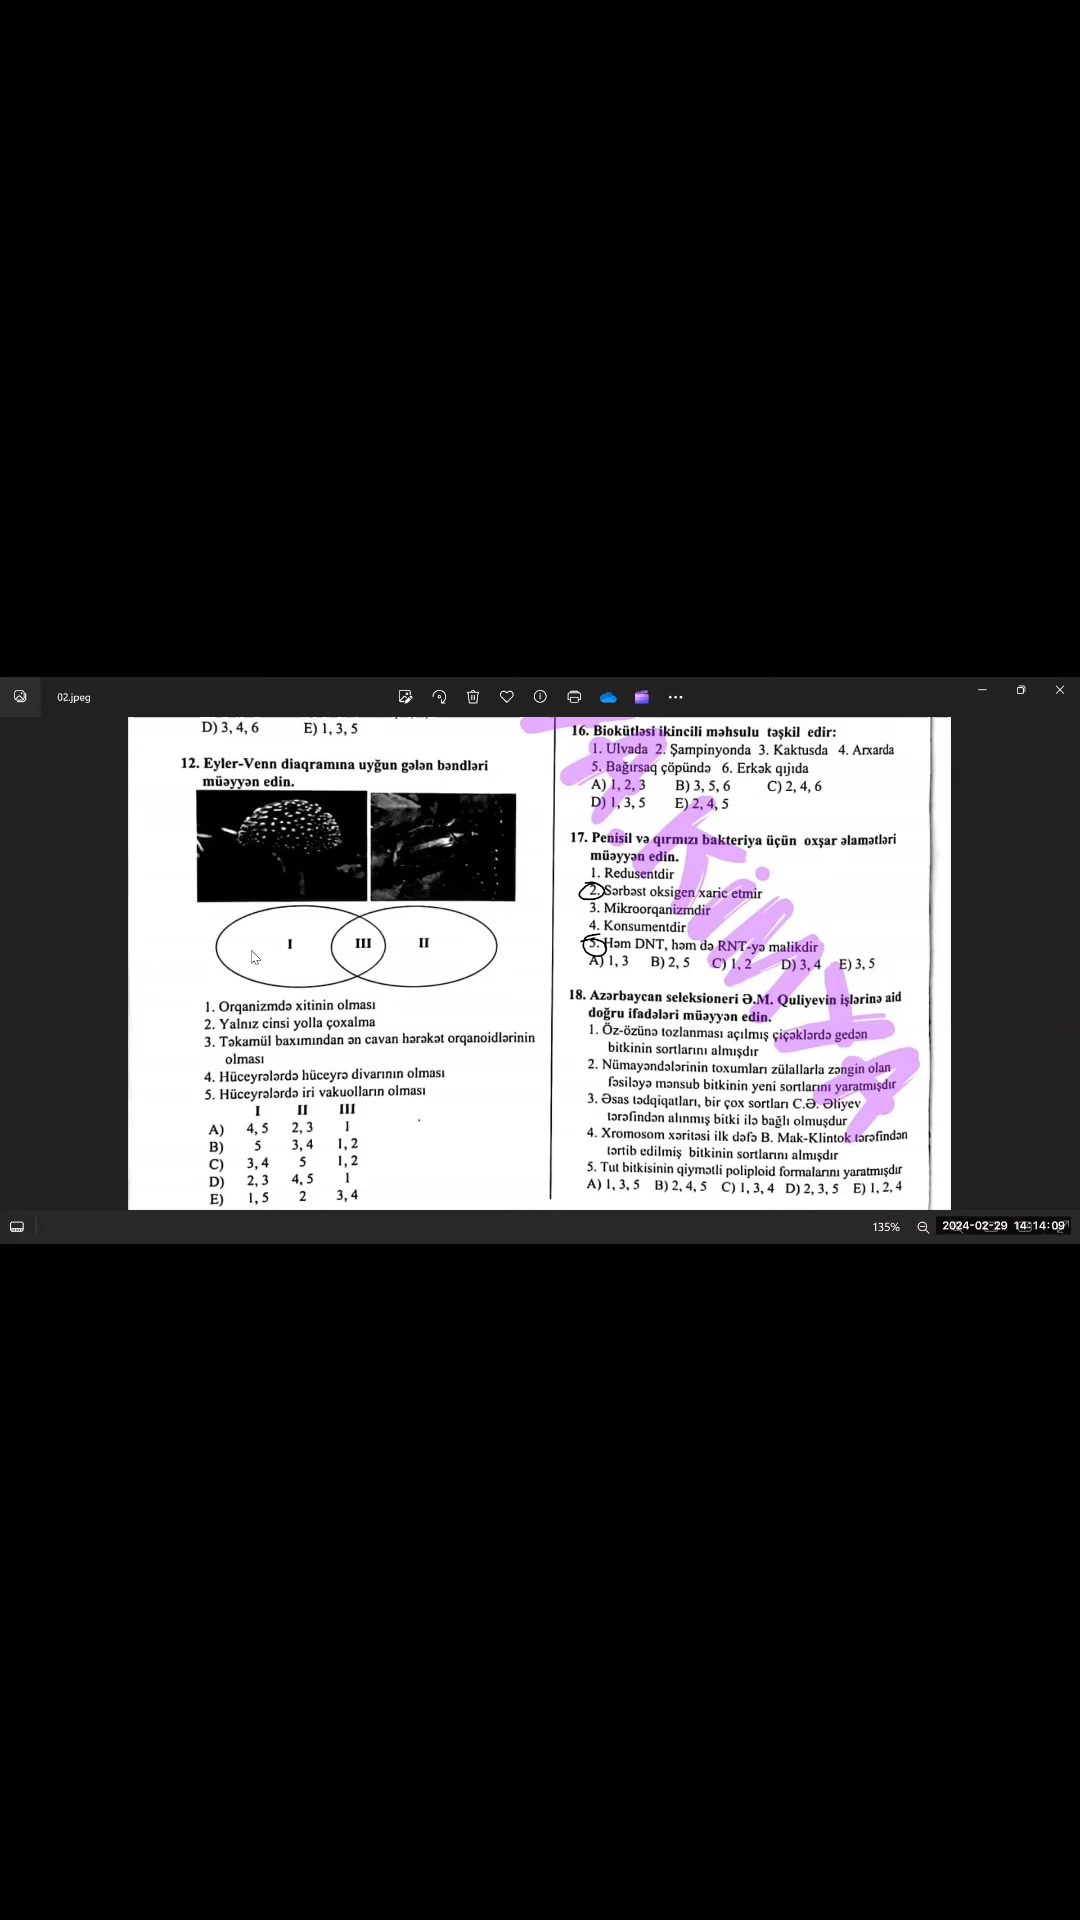 02.jpeg
D) 3, 4, 6 E) 1, 3, 5
12. Eyler-Venn diaqramına uyğun gələn bəndləri
müəyyən edin.
I III II
1. Orqanizmdə xitinin olması
2. Yalnız cinsi yolla çoxalma
3. Təkamül baxımından ən cavan hərəkət orqanoidlərinin
olması
4. Hüceyrələrdə hüceyrə divarının olması
5. Hüceyrələrdə iri vakuolların olması
I II III
A) 4, 5 2, 3 1
B) 5 3, 4 1, 2
C) 3, 4 5 1, 2
D) 2, 3 4, 5 1
E) 1, 5 2 3, 4
16. Biokütləsi ikincili məhsulu təşkil edir:
1. Ulvada 2. Şampinyonda 3. Kaktusda 4. Arxarda
5. Bağırsaq çöpündə 6. Erkək qıjıda
A) 1, 2, 3 B) 3, 5, 6 C) 2, 4, 6
D) 1, 3, 5 E) 2, 4, 5
17. Penisil və qırmızı bakteriya üçün oxşar əlamətləri
müəyyən edin.
1. Redusentdir
2. Sərbəst oksigen xaric etmir
3. Mikroorqanizmdir
4. Konsumentdir
5. Həm DNT, həm də RNT-yə malikdir
A) 1, 3 B) 2, 5 C) 1, 2 D) 3, 4 E) 3, 5
18. Azərbaycan seleksioneri Ə.M. Quliyevin işlərinə aid
doğru ifadələri müəyyən edin.
1. Öz-özünə tozlanması açılmış çiçəklərdə gedən
bitkinin sortlarını almışdır
2. Nümayəndələrinin toxumları zülallarla zəngin olan
fəsiləyə mənsub bitkinin yeni sortlarını yaratmışdır
3. Əsas tədqiqatları, bir çox sortları C.Ə. Əliyev
tərəfindən alınmış bitki ilə bağlı olmuşdur
4. Xromosom xəritəsi ilk dəfə B. Mak-Klintok tərəfindən
tərtib edilmiş bitkinin sortlarını almışdır
5. Tut bitkisinin qiymətli poliploid formalarını yaratmışdır
A) 1, 3, 5 B) 2, 4, 5 C) 1, 3, 4 D) 2, 3, 5 E) 1, 2, 4
A.KİMYA
135%
2024-02-29 14:14:09